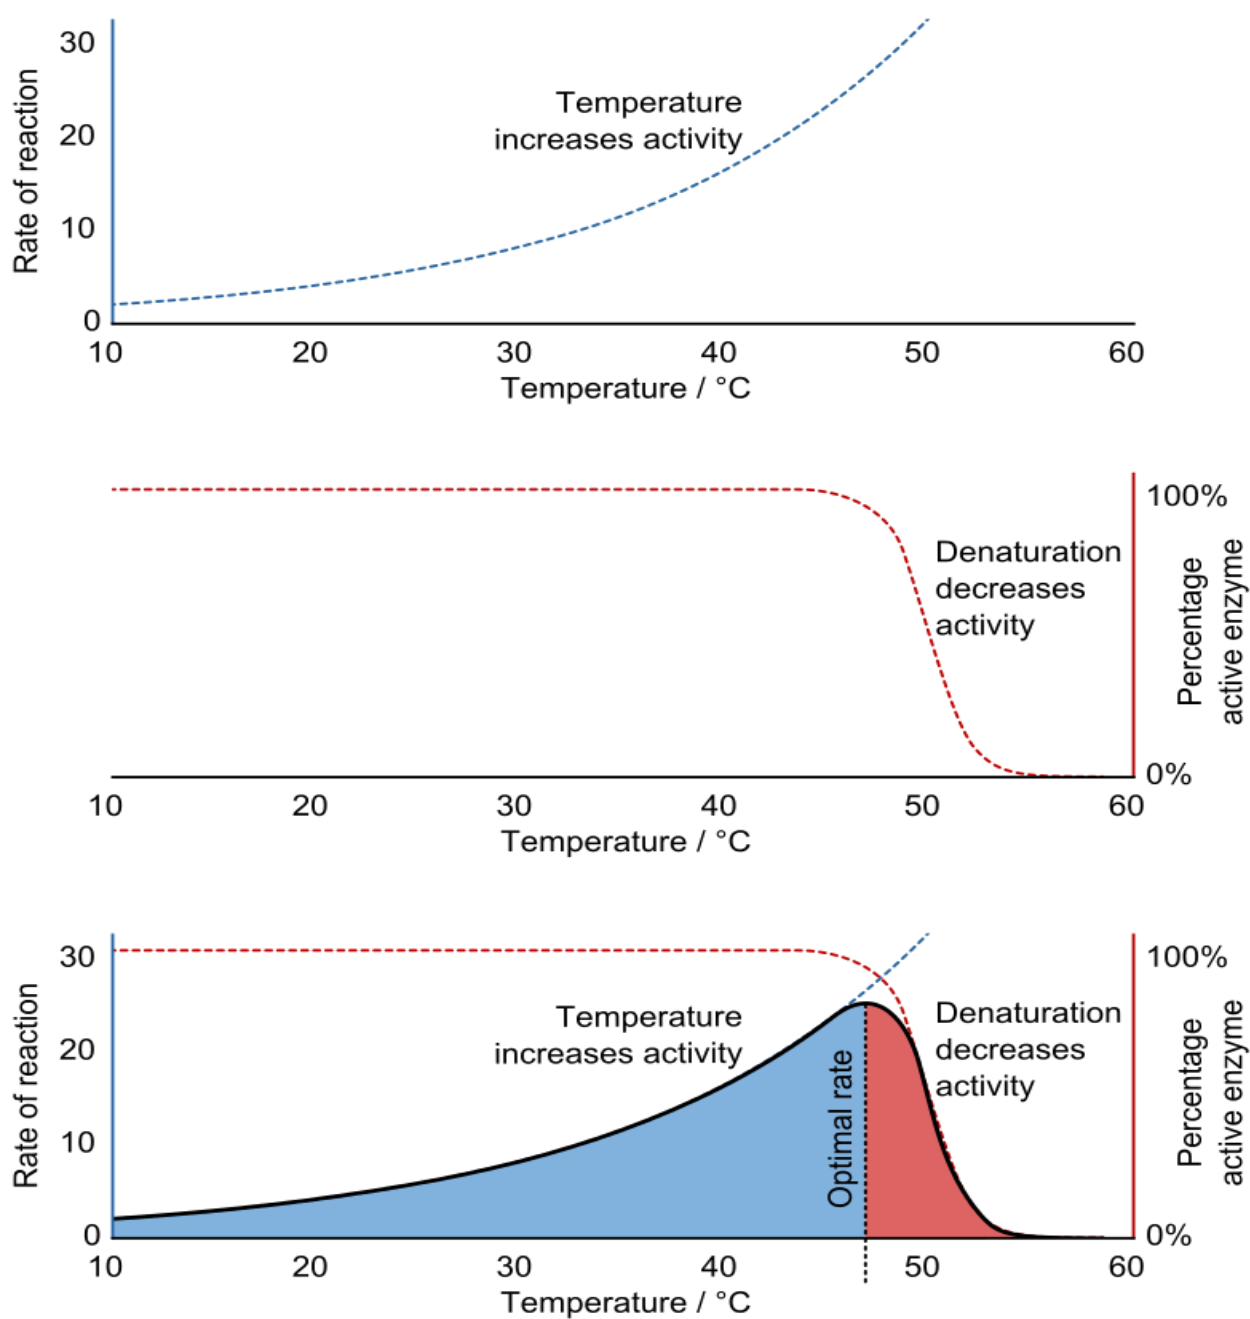 30
20
10
0
Rate of reaction
Temperature
increases activity
10 20 30 40 50 60
Temperature / °C
100%
0%
Denaturation
decreases
activity
Percentage
active enzyme
10 20 30 40 50 60
Temperature / °C
30
20
10
0
Rate of reaction
Temperature
increases activity
Optimal rate
Denaturation
decreases
activity
100%
0%
Percentage
active enzyme
10 20 30 40 50 60
Temperature / °C